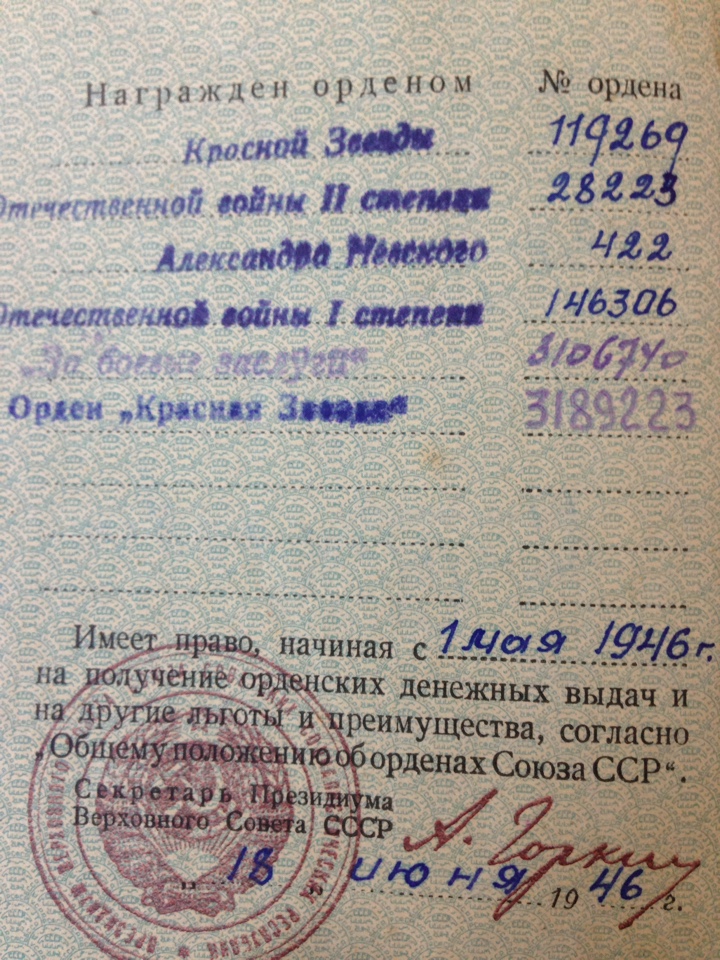 Награжден орденом № ордена
Красной Звезды 119269
Отечественной войны II степени 28223
Александра Невского 422
Отечественной войны I степени 146306
„За боевые заслуги“ 3106740
Орден „Красная Звезда“ 3189223
Имеет право, начиная с 1 мая 1946 г.
на получение орденских денежных выдач и
на другие льготы и преимущества, согласно
„Общему положению об орденах Союза ССР“.
Секретарь Президиума
Верховного Совета СССР А. Горкин
„ 18 „ июня 1946 г.